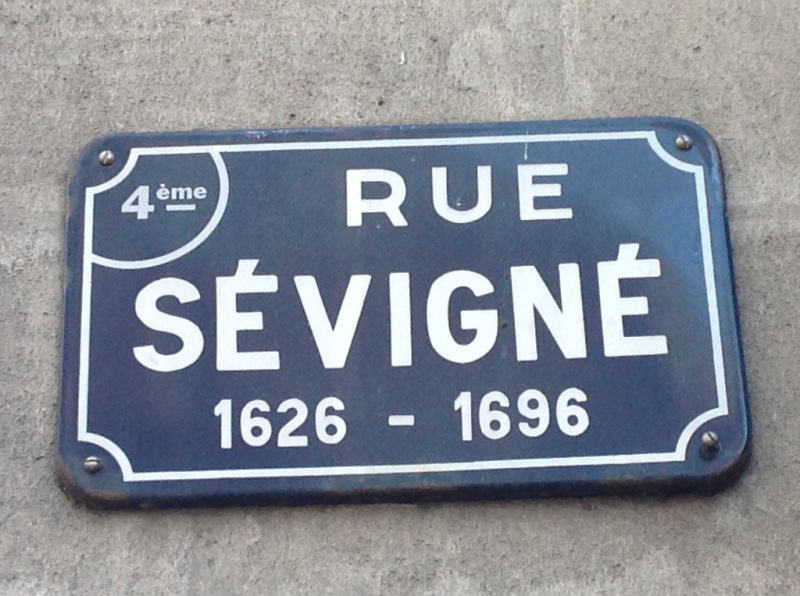 4ème
RUE
SÉVIGNÉ
1626 - 1696